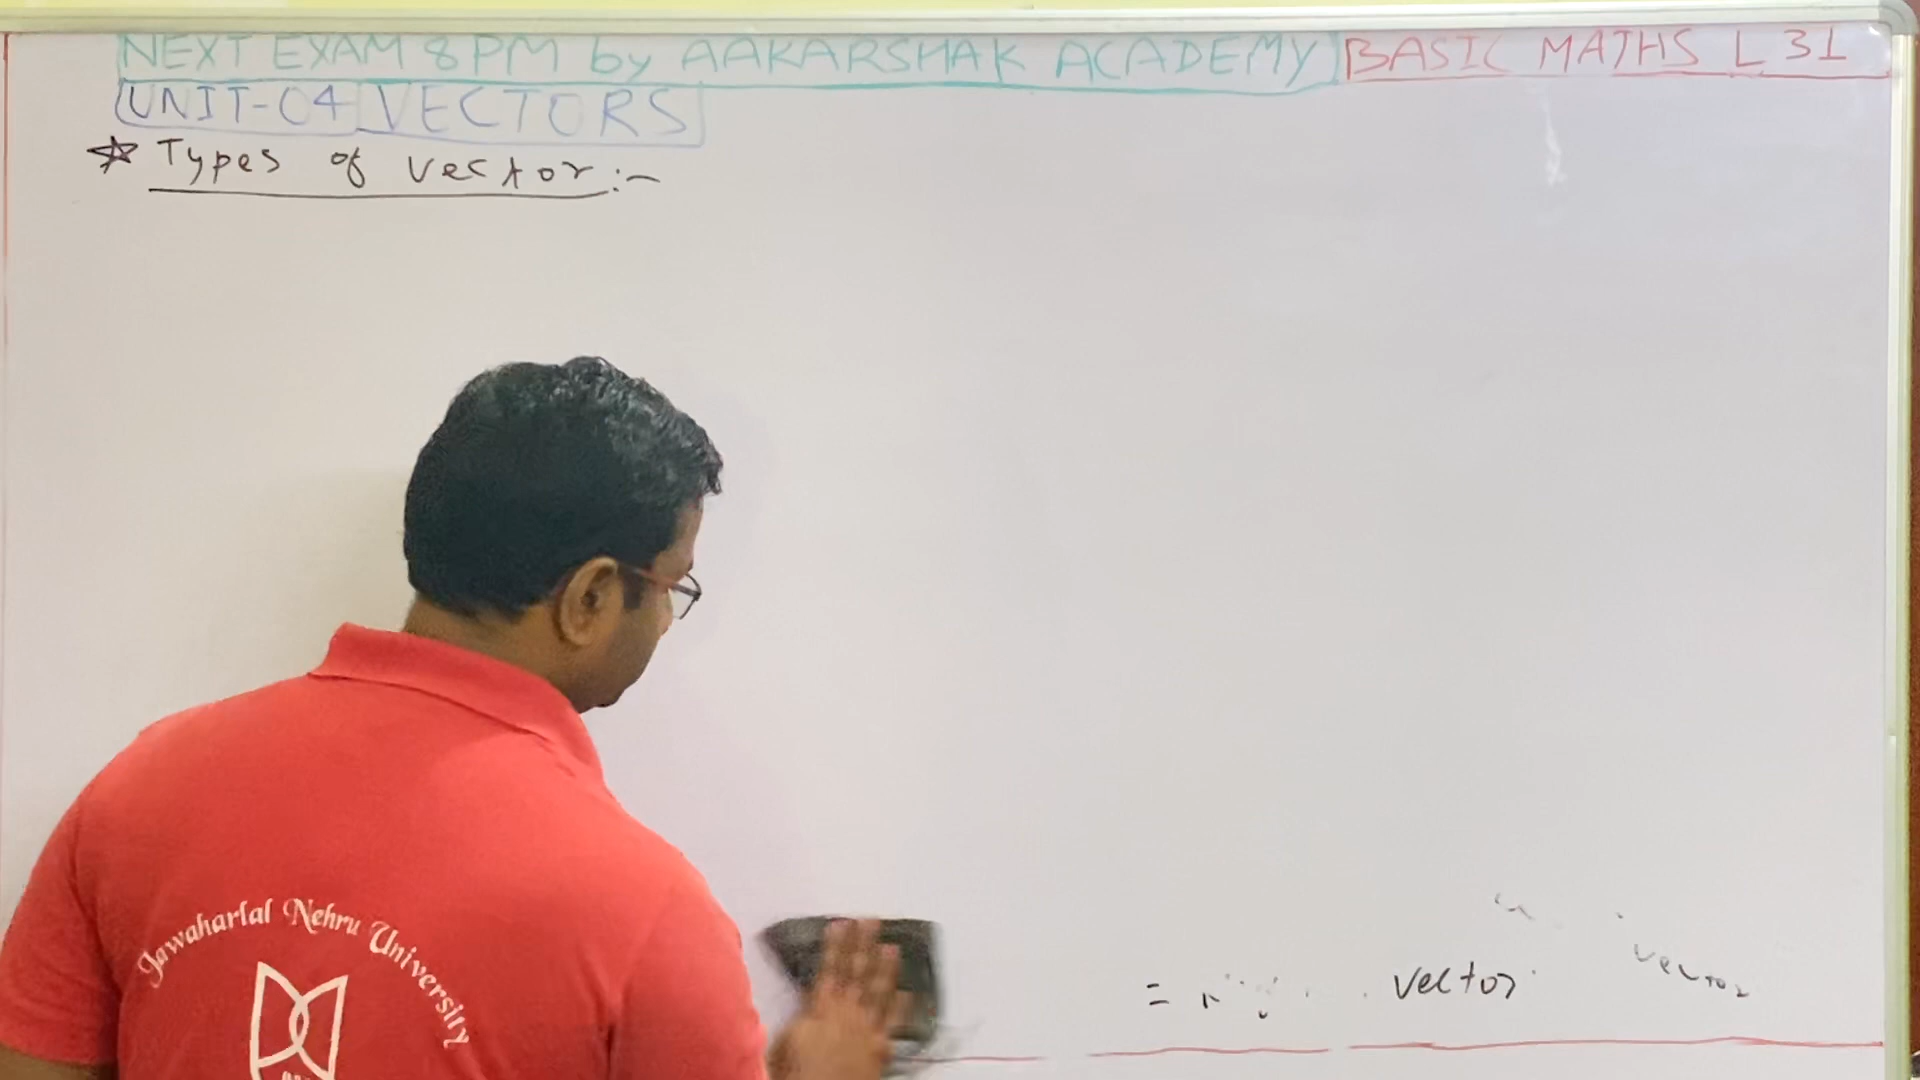 NEXT EXAM 8PM by AAKARSHAK ACADEMY BASIC MATHS L 31
UNIT-04 VECTORS
☆ Types of vector:-
vector
= vector
Jawaharlal Nehru University